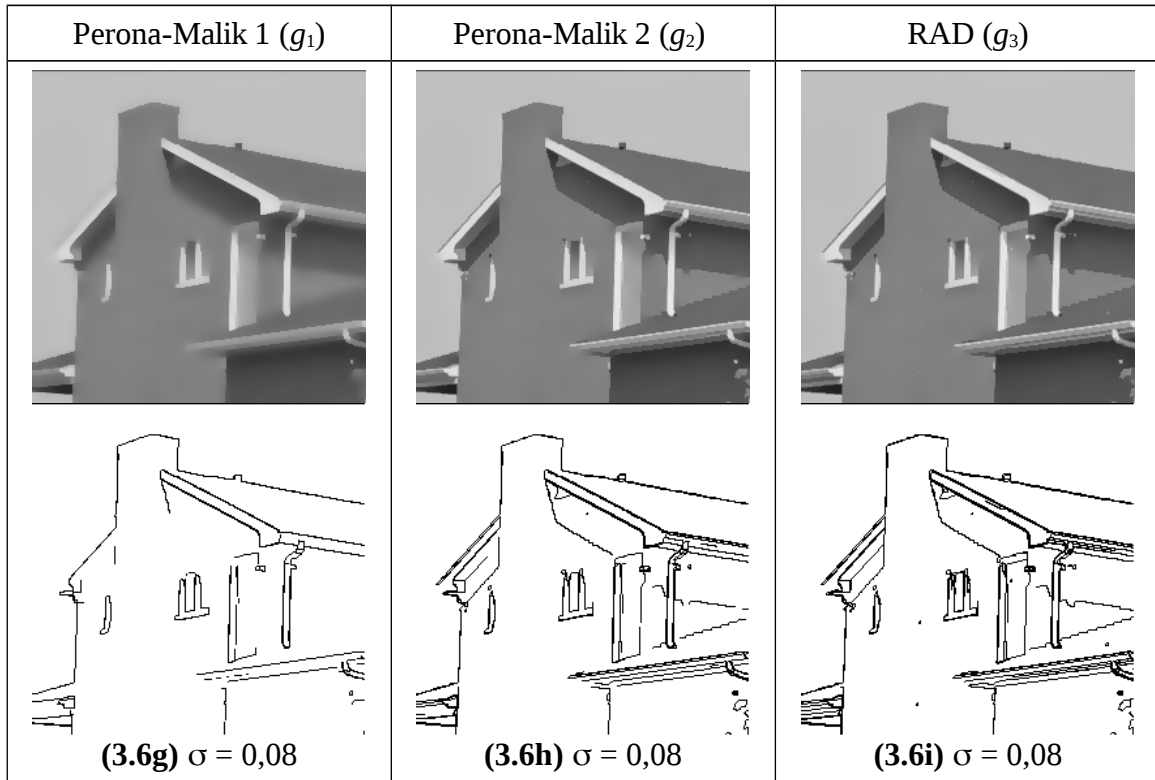 Perona-Malik 1 (g₁)
Perona-Malik 2 (g₂)
RAD (g₃)
(3.6g) σ = 0,08
(3.6h) σ = 0,08
(3.6i) σ = 0,08